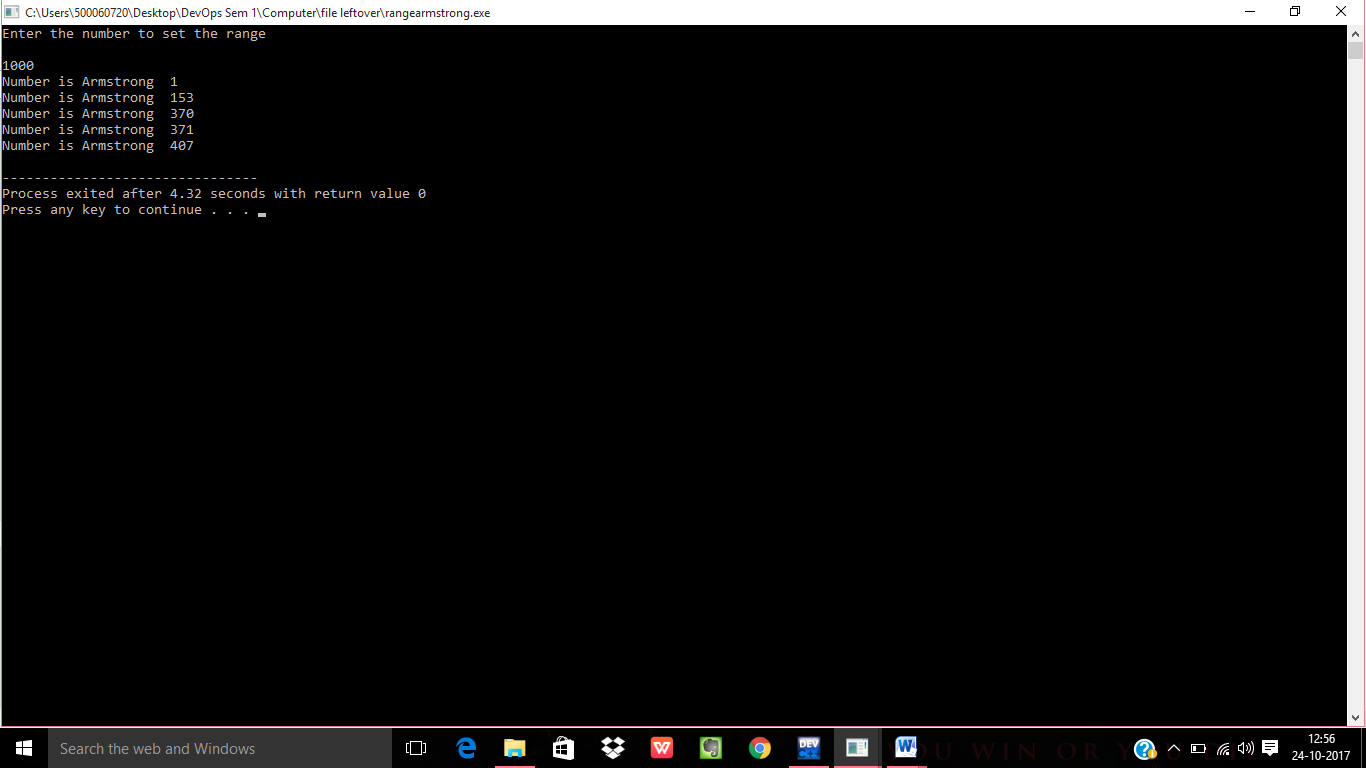 C:\Users\500060720\Desktop\DevOps Sem 1\Computer\file leftover\rangearmstrong.exe
Enter the number to set the range
1000
Number is Armstrong  1
Number is Armstrong  153
Number is Armstrong  370
Number is Armstrong  371
Number is Armstrong  407
--------------------------------
Process exited after 4.32 seconds with return value 0
Press any key to continue . . .
Search the web and Windows
DEV
YOU WIN OR Y
12:56
24-10-2017